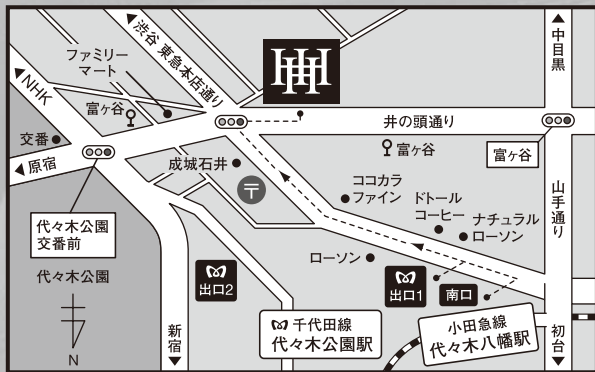 渋谷 東急本店通り
中目黒
ファミリー
マート
HH
NHK
富ヶ谷
井の頭通り
交番
富ヶ谷
富ヶ谷
原宿
成城石井
〒
ココカラ
ファイン
ドトール
コーヒー
ナチュラル
ローソン
山手通り
代々木公園
交番前
代々木公園
ローソン
出口2
出口1
南口
千代田線
代々木公園駅
小田急線
代々木八幡駅
新宿
初台
N